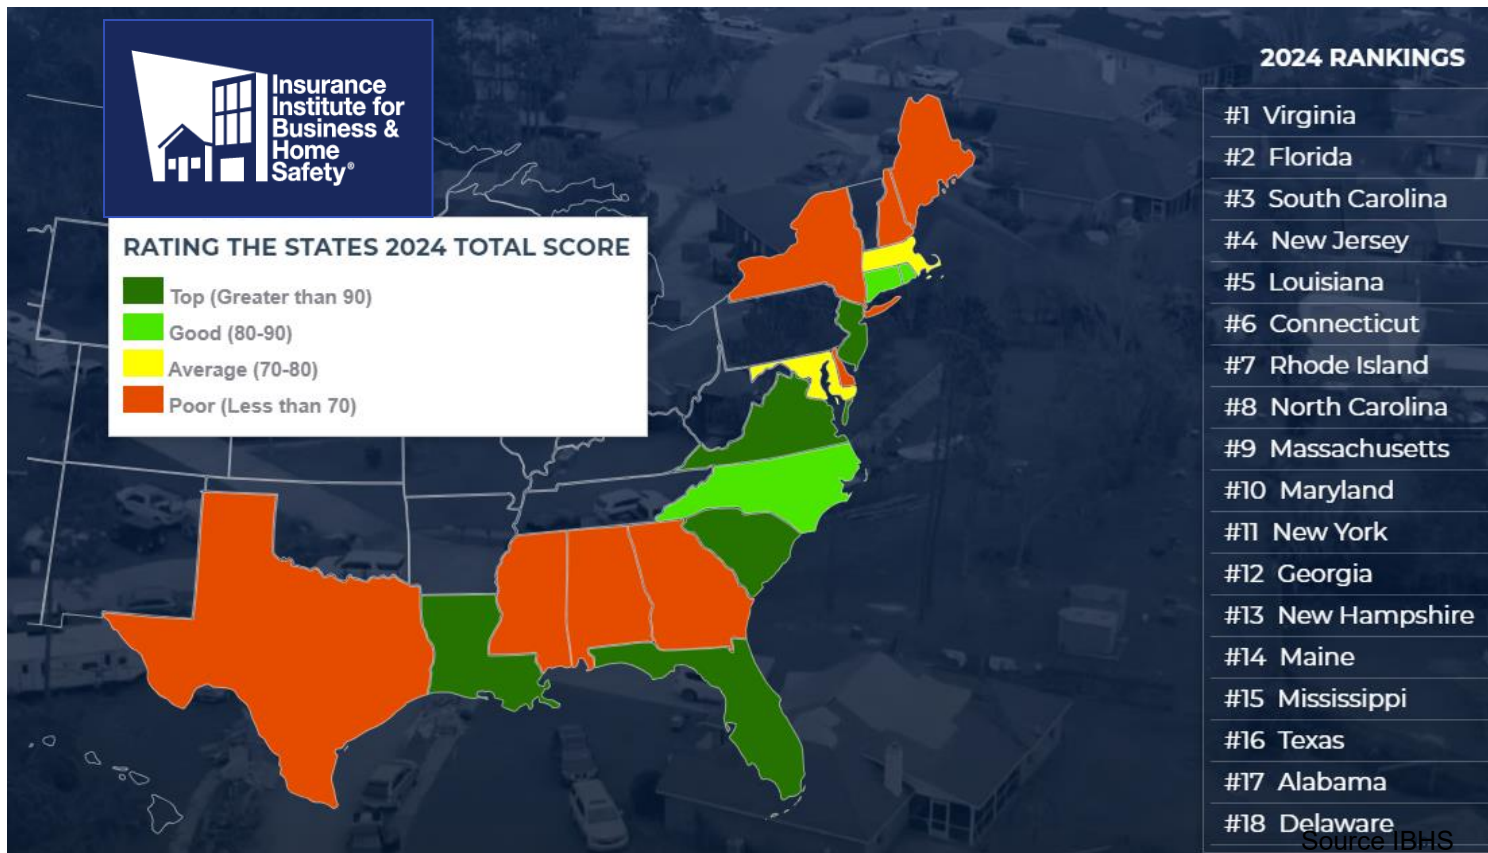 Insurance
Institute for
Business &
Home
Safety®
RATING THE STATES 2024 TOTAL SCORE
Top (Greater than 90)
Good (80-90)
Average (70-80)
Poor (Less than 70)
2024 RANKINGS
#1 Virginia
#2 Florida
#3 South Carolina
#4 New Jersey
#5 Louisiana
#6 Connecticut
#7 Rhode Island
#8 North Carolina
#9 Massachusetts
#10 Maryland
#11 New York
#12 Georgia
#13 New Hampshire
#14 Maine
#15 Mississippi
#16 Texas
#17 Alabama
#18 Delaware
Source IBHS